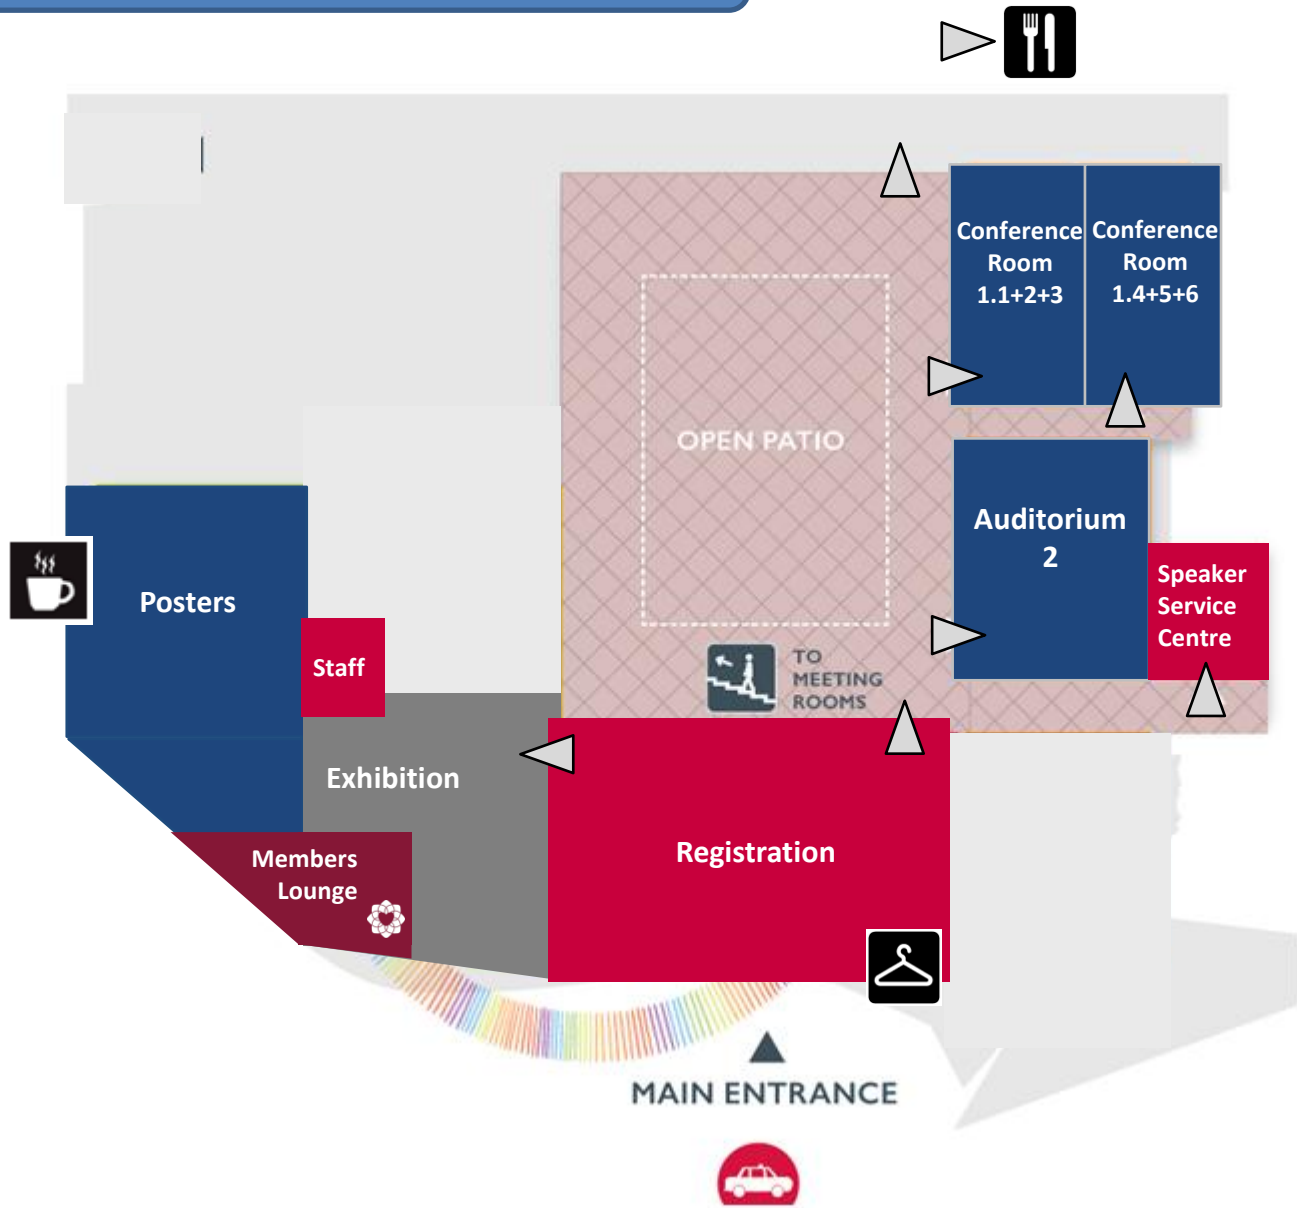 Conference
Room
1.1+2+3
Conference
Room
1.4+5+6
OPEN PATIO
Auditorium
2
Speaker
Service
Centre
Posters
Staff
TO
MEETING
ROOMS
Exhibition
Registration
Members
Lounge
MAIN ENTRANCE